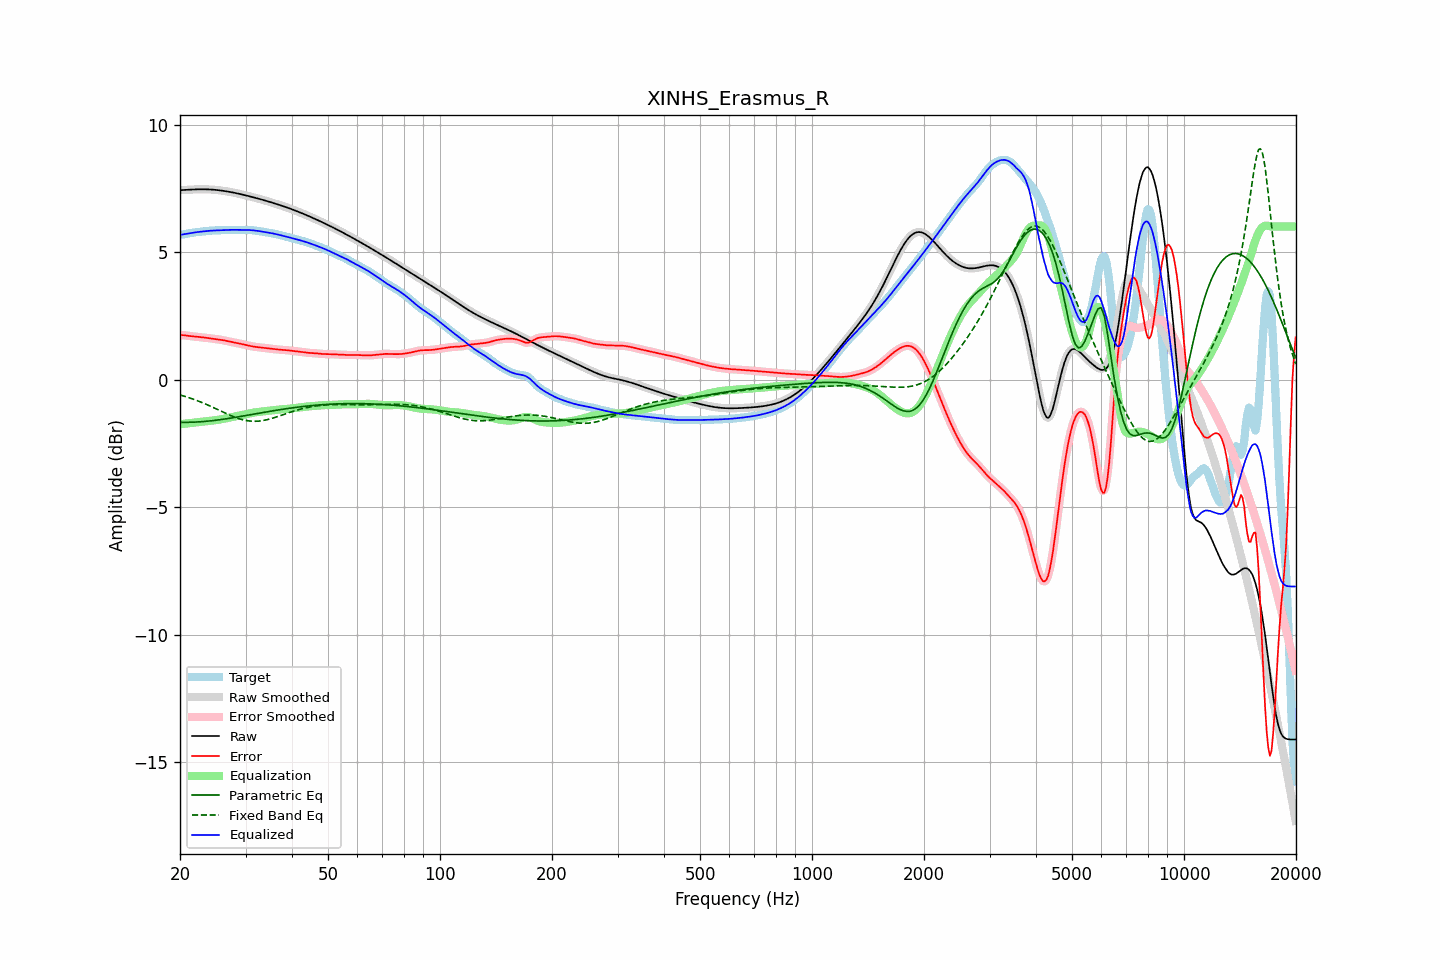 XINHS_Erasmus_R
10
5
0
−5
−10
−15
Amplitude (dBr)
Target
Raw Smoothed
Error Smoothed
Raw
Error
Equalization
Parametric Eq
Fixed Band Eq
Equalized
20 50 100 200 500 1000 2000 5000 10000 20000
Frequency (Hz)